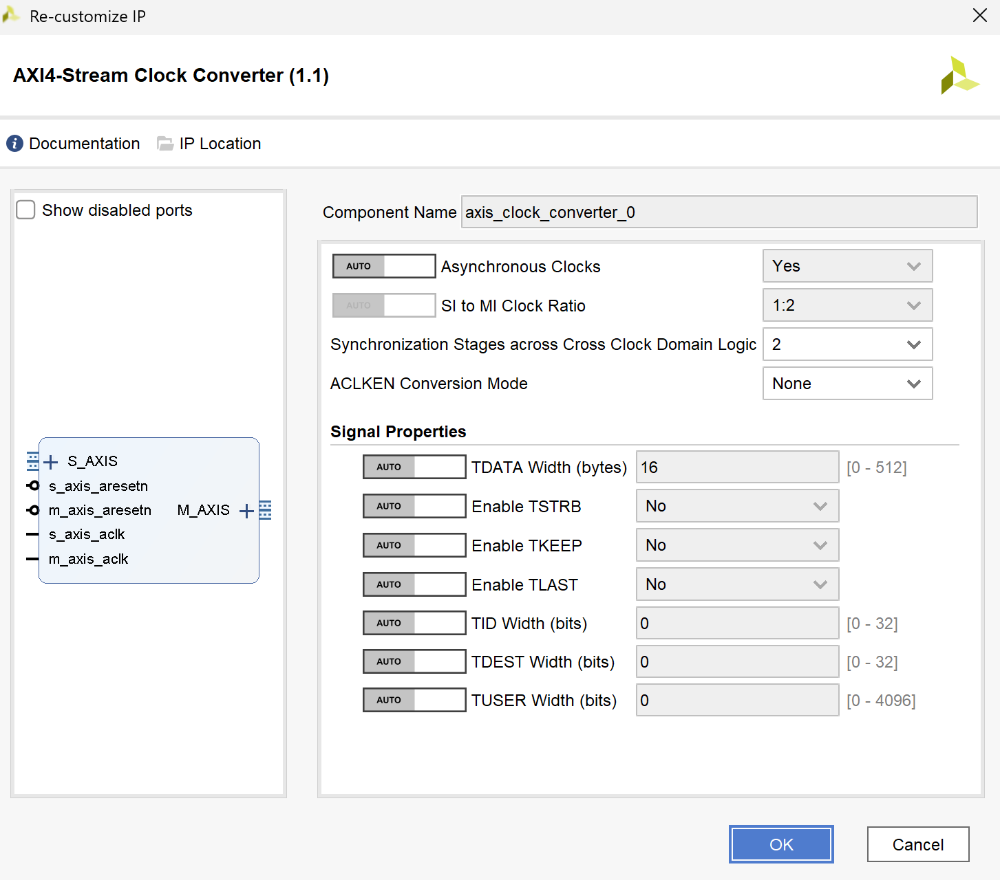 Re-customize IP
AXI4-Stream Clock Converter (1.1)
Documentation IP Location
Show disabled ports
S_AXIS
s_axis_aresetn
m_axis_aresetn M_AXIS
s_axis_aclk
m_axis_aclk
Component Name axis_clock_converter_0
AUTO Asynchronous Clocks Yes
AUTO SI to MI Clock Ratio 1:2
Synchronization Stages across Cross Clock Domain Logic 2
ACLKEN Conversion Mode None
Signal Properties
AUTO TDATA Width (bytes) 16 [0 - 512]
AUTO Enable TSTRB No
AUTO Enable TKEEP No
AUTO Enable TLAST No
AUTO TID Width (bits) 0 [0 - 32]
AUTO TDEST Width (bits) 0 [0 - 32]
AUTO TUSER Width (bits) 0 [0 - 4096]
OK Cancel